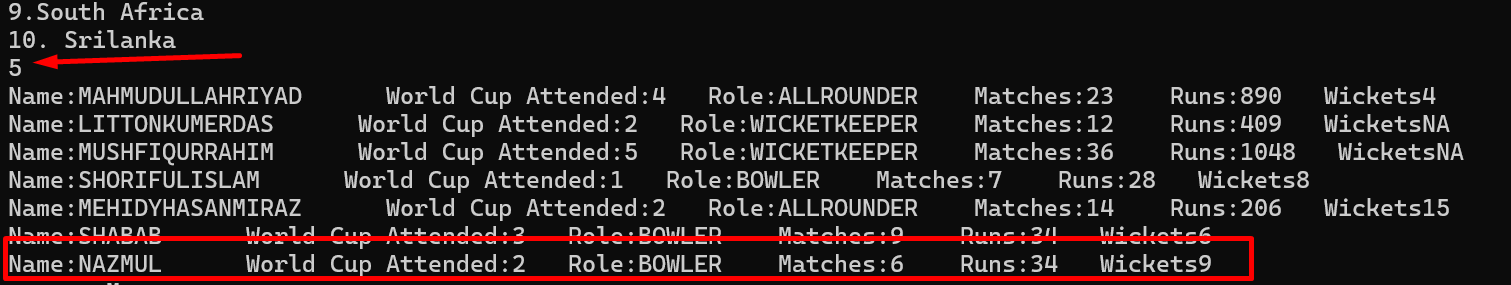 9.South Africa
10. Srilanka
5
Name:MAHMUDULLAHRIYAD World Cup Attended:4 Role:ALLROUNDER Matches:23 Runs:890 Wickets4
Name:LITTONKUMERDAS World Cup Attended:2 Role:WICKETKEEPER Matches:12 Runs:409 WicketsNA
Name:MUSHFIQURRAHIM World Cup Attended:5 Role:WICKETKEEPER Matches:36 Runs:1048 WicketsNA
Name:SHORIFULISLAM World Cup Attended:1 Role:BOWLER Matches:7 Runs:28 Wickets8
Name:MEHIDYHASANMIRAZ World Cup Attended:2 Role:ALLROUNDER Matches:14 Runs:206 Wickets15
Name:SHABAB World Cup Attended:3 Role:BOWLER Matches:9 Runs:34 Wickets6
Name:NAZMUL World Cup Attended:2 Role:BOWLER Matches:6 Runs:34 Wickets9